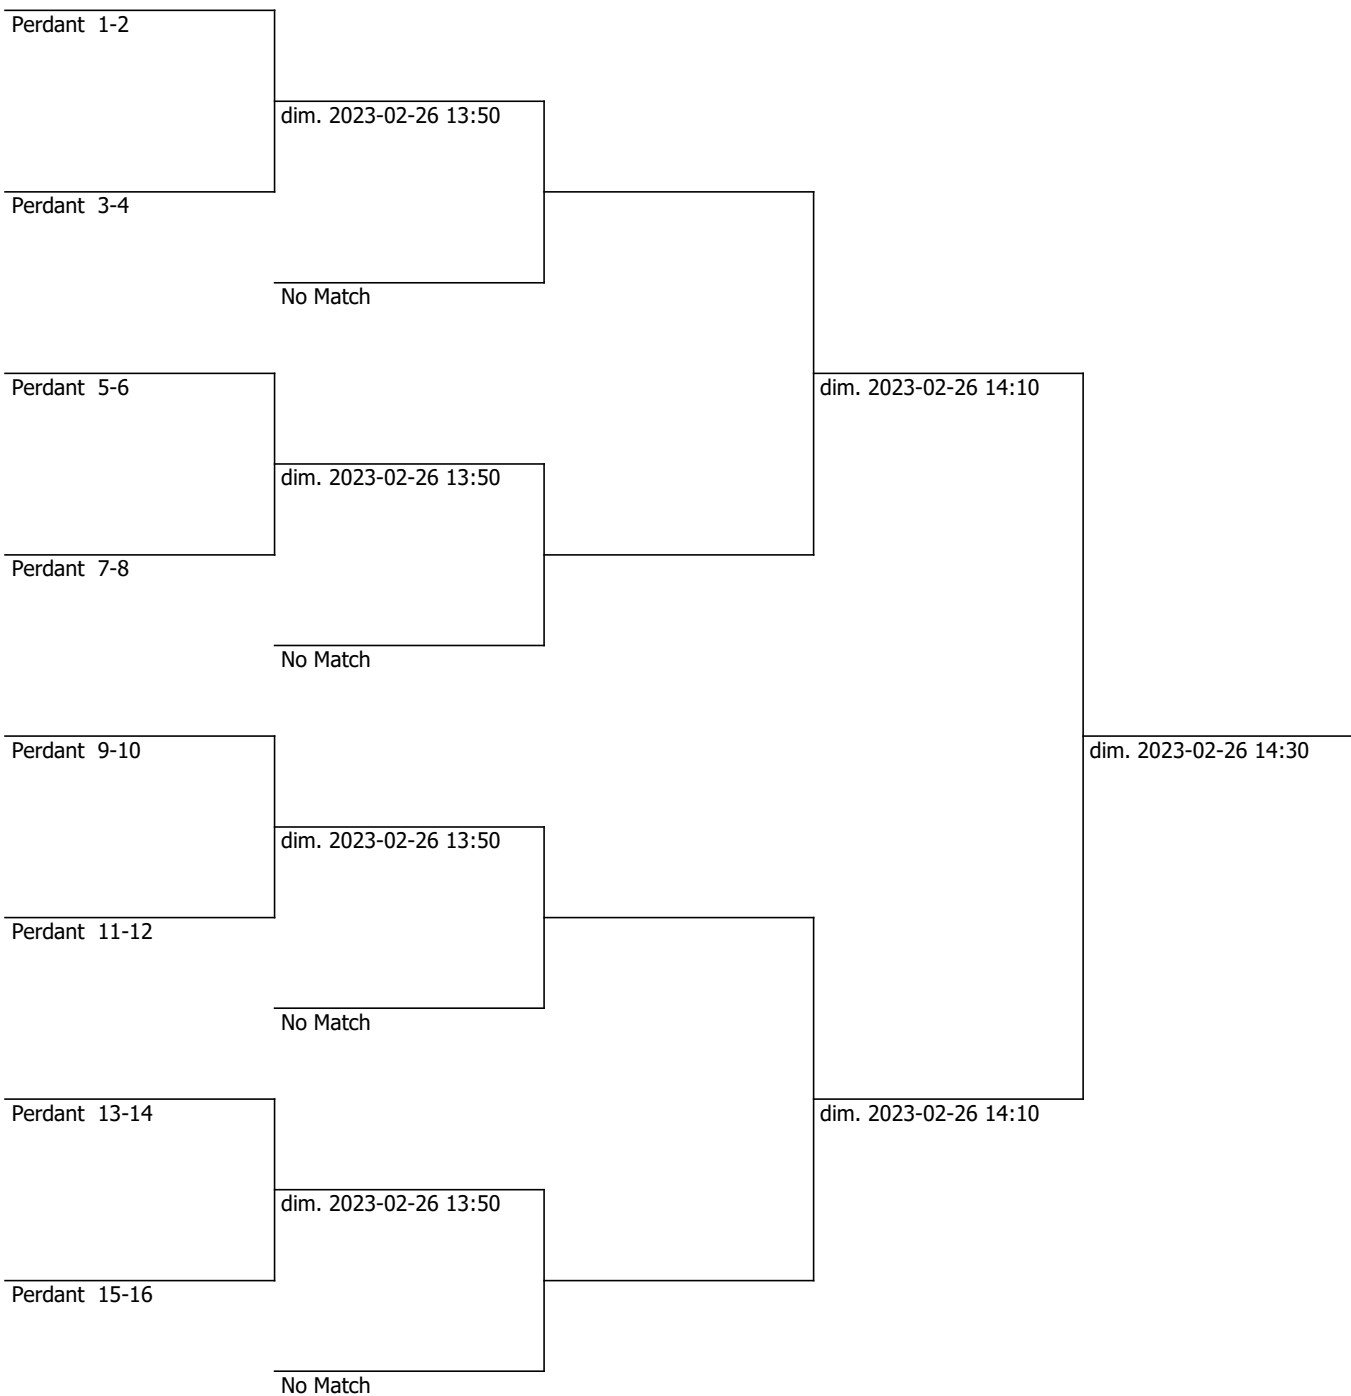 Perdant 1-2
dim. 2023-02-26 13:50
Perdant 3-4
No Match
Perdant 5-6
dim. 2023-02-26 14:10
dim. 2023-02-26 13:50
Perdant 7-8
No Match
Perdant 9-10
dim. 2023-02-26 14:30
dim. 2023-02-26 13:50
Perdant 11-12
No Match
Perdant 13-14
dim. 2023-02-26 14:10
dim. 2023-02-26 13:50
Perdant 15-16
No Match